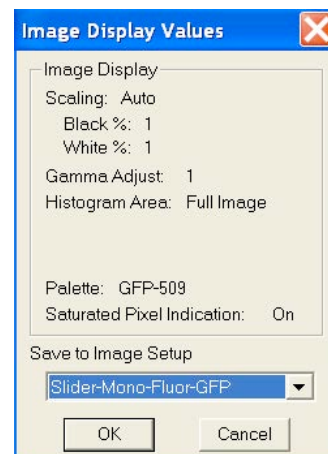 Image Display Values
Image Display
Scaling: Auto
Black %: 1
White %: 1
Gamma Adjust: 1
Histogram Area: Full Image
Palette: GFP-509
Saturated Pixel Indication: On
Save to Image Setup
Slider-Mono-Fluor-GFP
OK Cancel